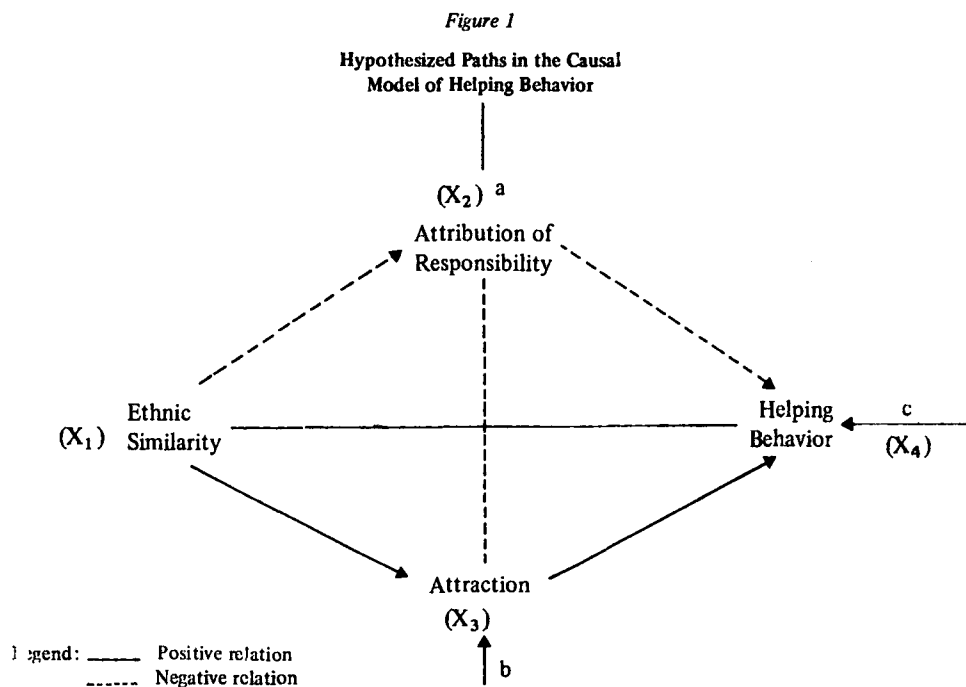 Figure 1
Hypothesized Paths in the Causal
Model of Helping Behavior
(X₂) a
Attribution of
Responsibility
Ethnic
(X₁) Similarity
Helping
Behavior
c
(X₄)
Attraction
(X₃)
b
Legend: Positive relation
Negative relation